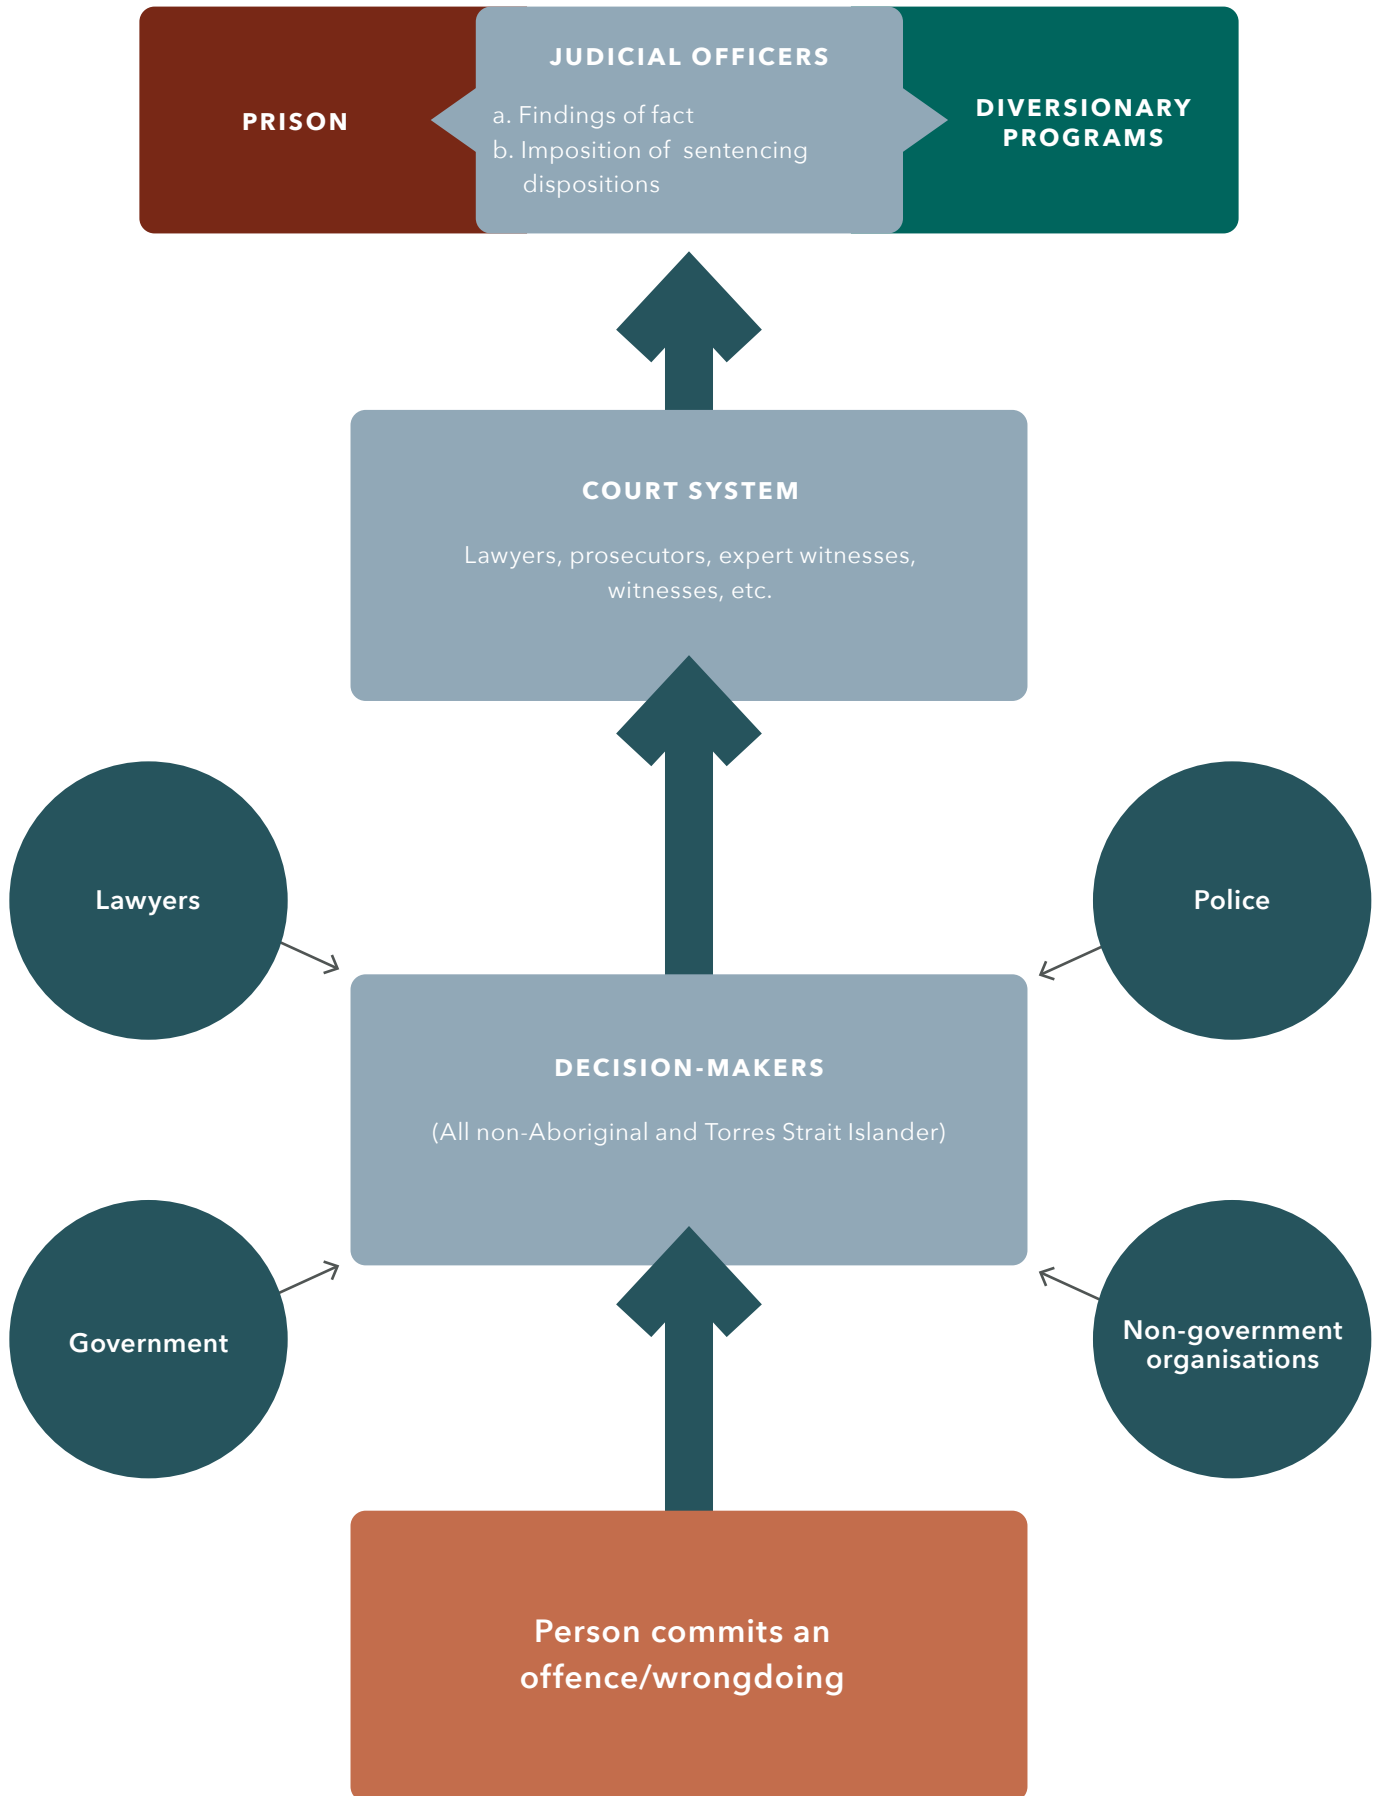 PRISON
JUDICIAL OFFICERS
a. Findings of fact
b. Imposition of sentencing
dispositions
DIVERSIONARY
PROGRAMS
COURT SYSTEM
Lawyers, prosecutors, expert witnesses,
witnesses, etc.
Lawyers
Police
DECISION-MAKERS
(All non-Aboriginal and Torres Strait Islander)
Government
Non-government
organisations
Person commits an
offence/wrongdoing